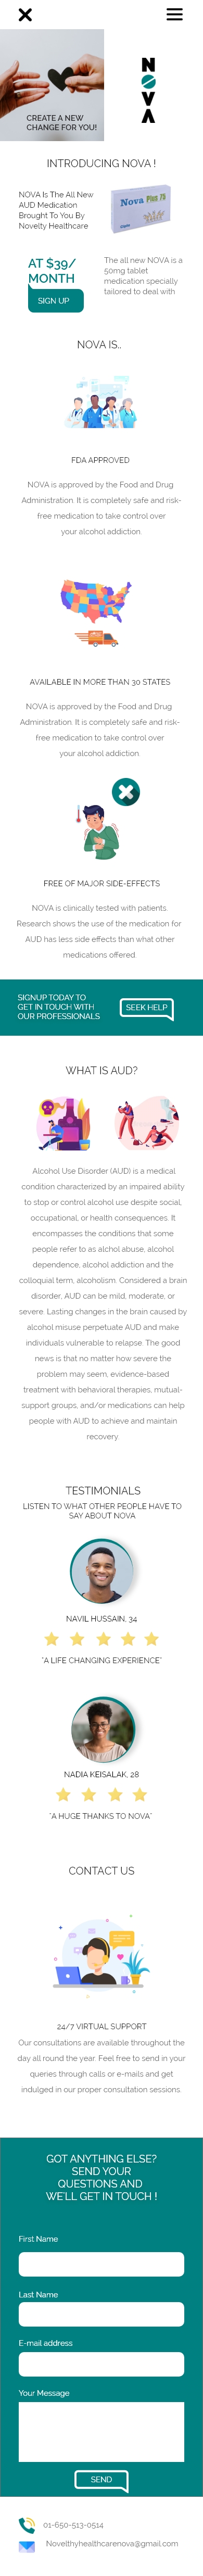 CREATE A NEW
CHANGE FOR YOU!
NOVA
INTRODUCING NOVA !
NOVA Is The All New
AUD Medication
Brought To You By
Novelty Healthcare
Nova Plus 75
AT $39/
MONTH
SIGN UP
The all new NOVA is a
50mg tablet
medication specially
tailored to deal with
NOVA IS..
FDA APPROVED
NOVA is approved by the Food and Drug
Administration. It is completely safe and risk-
free medication to take control over
your alcohol addiction.
AVAILABLE IN MORE THAN 30 STATES
NOVA is approved by the Food and Drug
Administration. It is completely safe and risk-
free medication to take control over
your alcohol addiction.
FREE OF MAJOR SIDE-EFFECTS
NOVA is clinically tested with patients.
Research shows the use of the medication for
AUD has less side effects than what other
medications offered.
SIGNUP TODAY TO
GET IN TOUCH WITH
OUR PROFESSIONALS
SEEK HELP
WHAT IS AUD?
Alcohol Use Disorder (AUD) is a medical
condition characterized by an impaired ability
to stop or control alcohol use despite social,
occupational, or health consequences. It
encompasses the conditions that some
people refer to as alchol abuse, alcohol
dependence, alcohol addiction and the
colloquial term, alcoholism. Considered a brain
disorder, AUD can be mild, moderate, or
severe. Lasting changes in the brain caused by
alcohol misuse perpetuate AUD and make
individuals vulnerable to relapse. The good
news is that no matter how severe the
problem may seem, evidence-based
treatment with behavioral therapies, mutual-
support groups, and/or medications can help
people with AUD to achieve and maintain
recovery.
TESTIMONIALS
LISTEN TO WHAT OTHER PEOPLE HAVE TO
SAY ABOUT NOVA
NAVIL HUSSAIN, 34
"A LIFE CHANGING EXPERIENCE"
NADIA KEISALAK, 28
"A HUGE THANKS TO NOVA"
CONTACT US
24/7 VIRTUAL SUPPORT
Our consultations are available throughout the
day all round the year. Feel free to send in your
queries through calls or e-mails and get
indulged in our proper consultation sessions.
GOT ANYTHING ELSE?
SEND YOUR
QUESTIONS AND
WE'LL GET IN TOUCH !
First Name
Last Name
E-mail address
Your Message
SEND
01-650-513-0514
Novelthyhealthcarenova@gmail.com